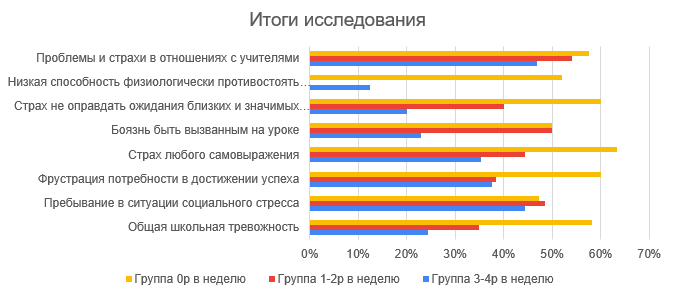 Итоги исследования
Проблемы и страхи в отношениях с учителями
Низкая способность физиологически противостоять…
Страх не оправдать ожидания близких и значимых…
Боязнь быть вызванным на уроке
Страх любого самовыражения
Фрустрация потребности в достижении успеха
Пребывание в ситуации социального стресса
Общая школьная тревожность
0% 10% 20% 30% 40% 50% 60% 70%
Группа 0р в неделю Группа 1-2р в неделю Группа 3-4р в неделю